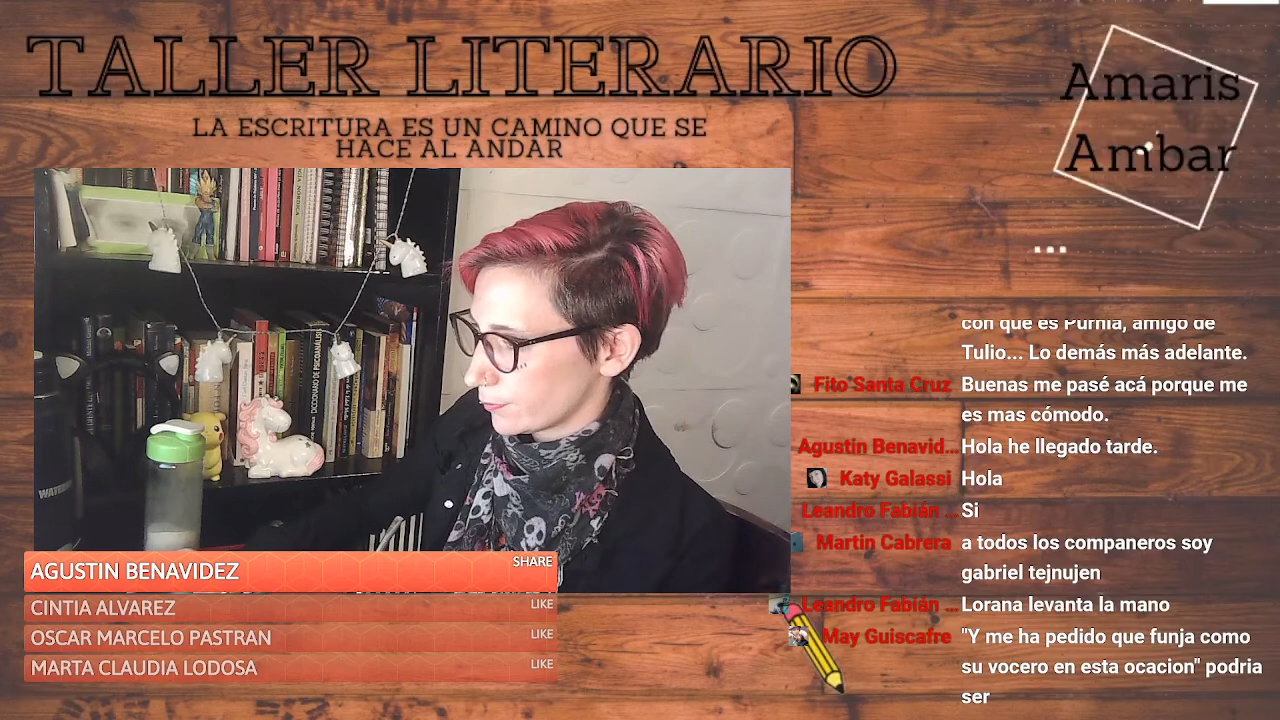 TALLER LITERARIO
LA ESCRITURA ES UN CAMINO QUE SE
HACE AL ANDAR
Amaris
Ambar
DICCIONARIO DE PSICOANÁLISIS
con que es Purnia, amigo de
Tulio... Lo demás más adelante.
Fito Santa Cruz Buenas me pasé acá porque me
es mas cómodo.
Agustin Benavid... Hola he llegado tarde.
Katy Galassi Hola
Leandro Fabián ... Si
Martin Cabrera a todos los companeros soy
gabriel tejnujen
Leandro Fabián ... Lorana levanta la mano
May Guiscafre "Y me ha pedido que funja como
su vocero en esta ocacion" podria
ser
AGUSTIN BENAVIDEZ SHARE
CINTIA ALVAREZ LIKE
OSCAR MARCELO PASTRAN LIKE
MARTA CLAUDIA LODOSA LIKE